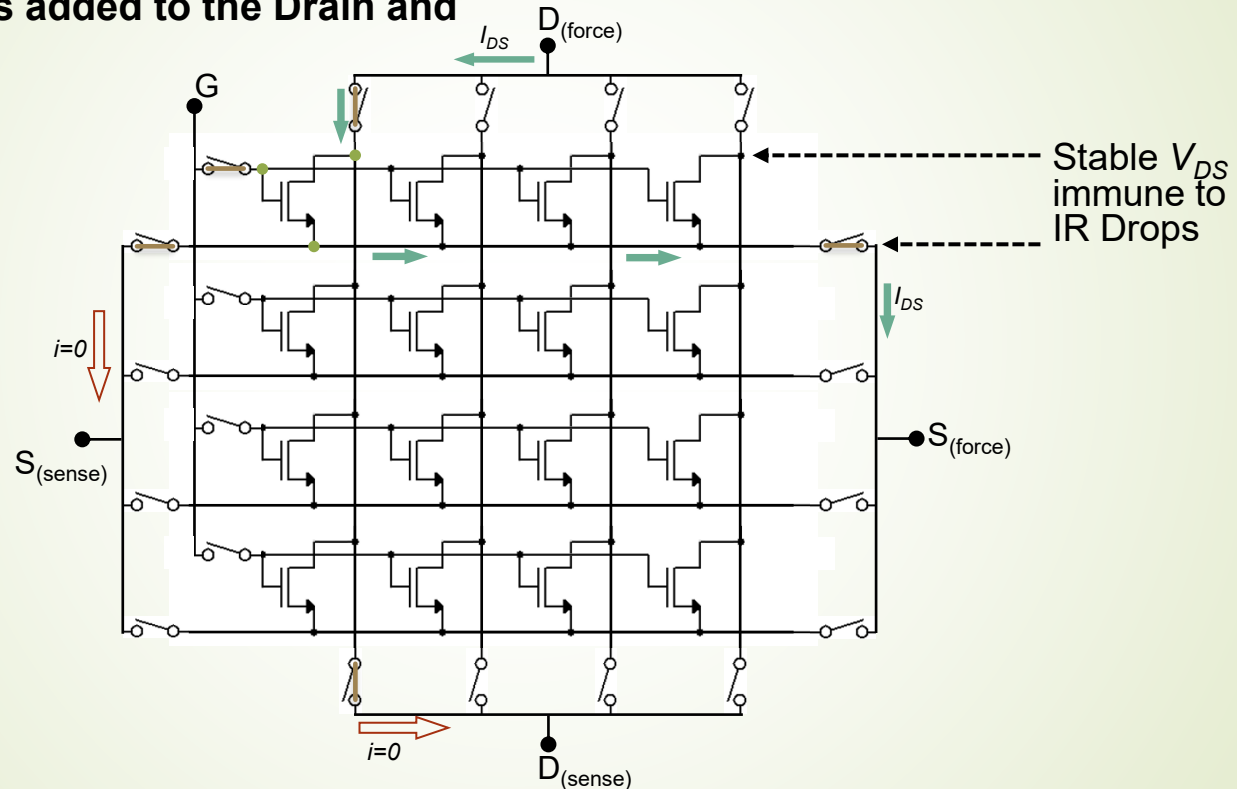 s added to the Drain and
D(force)
IDS
G
Stable VDS
immune to
IR Drops
IDS
i=0
S(sense)
S(force)
i=0
D(sense)